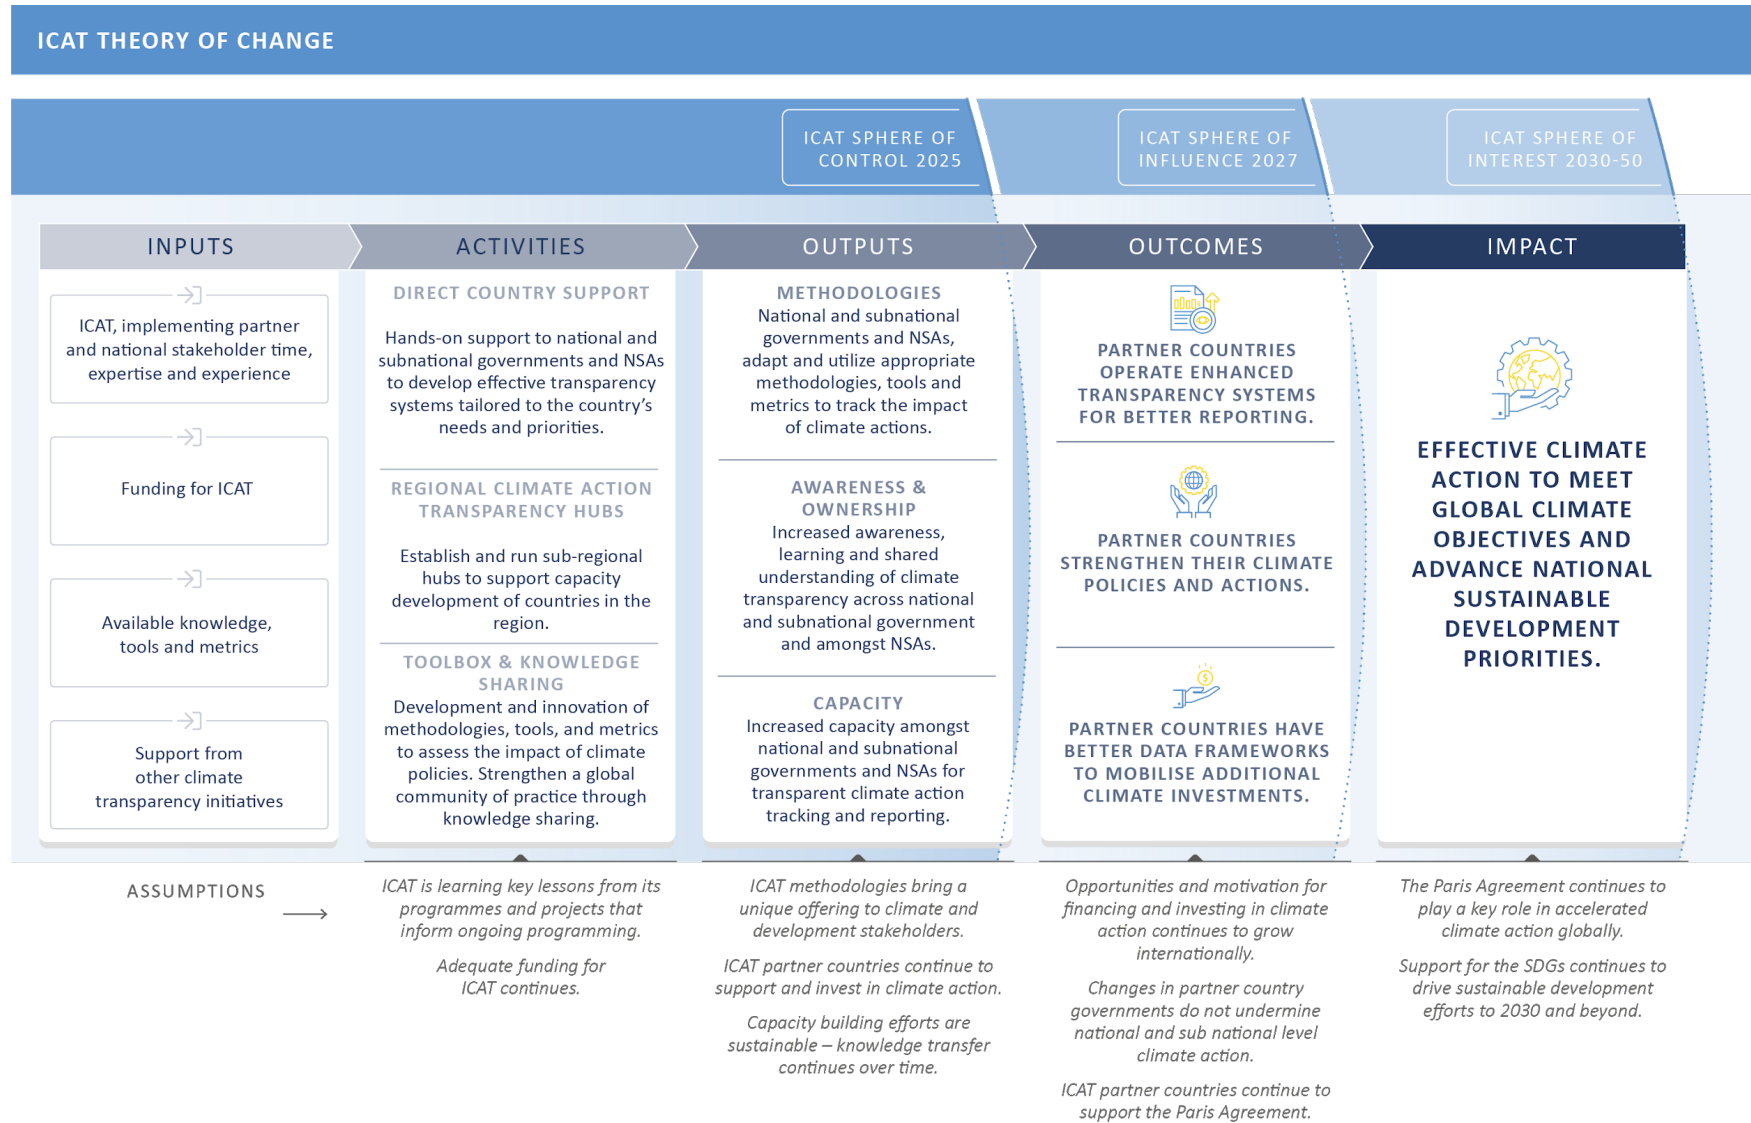 ICAT THEORY OF CHANGE
ICAT SPHERE OF
CONTROL 2025
ICAT SPHERE OF
INFLUENCE 2027
ICAT SPHERE OF
INTEREST 2030-50
INPUTS
ICAT, implementing partner
and national stakeholder time,
expertise and experience
Funding for ICAT
Available knowledge,
tools and metrics
Support from
other climate
transparency initiatives
ACTIVITIES
DIRECT COUNTRY SUPPORT
Hands-on support to national and
subnational governments and NSAs
to develop effective transparency
systems tailored to the country’s
needs and priorities.
REGIONAL CLIMATE ACTION
TRANSPARENCY HUBS
Establish and run sub-regional
hubs to support capacity
development of countries in the
region.
TOOLBOX & KNOWLEDGE
SHARING
Development and innovation of
methodologies, tools, and metrics
to assess the impact of climate
policies. Strengthen a global
community of practice through
knowledge sharing.
OUTPUTS
METHODOLOGIES
National and subnational
governments and NSAs,
adapt and utilize appropriate
methodologies, tools and
metrics to track the impact
of climate actions.
AWARENESS &
OWNERSHIP
Increased awareness,
learning and shared
understanding of climate
transparency across national
and subnational government
and amongst NSAs.
CAPACITY
Increased capacity amongst
national and subnational
governments and NSAs for
transparent climate action
tracking and reporting.
OUTCOMES
PARTNER COUNTRIES
OPERATE ENHANCED
TRANSPARENCY SYSTEMS
FOR BETTER REPORTING.
PARTNER COUNTRIES
STRENGTHEN THEIR CLIMATE
POLICIES AND ACTIONS.
$
PARTNER COUNTRIES HAVE
BETTER DATA FRAMEWORKS
TO MOBILISE ADDITIONAL
CLIMATE INVESTMENTS.
IMPACT
EFFECTIVE CLIMATE
ACTION TO MEET
GLOBAL CLIMATE
OBJECTIVES AND
ADVANCE NATIONAL
SUSTAINABLE
DEVELOPMENT
PRIORITIES.
ASSUMPTIONS
ICAT is learning key lessons from its
programmes and projects that
inform ongoing programming.
Adequate funding for
ICAT continues.
ICAT methodologies bring a
unique offering to climate and
development stakeholders.
ICAT partner countries continue to
support and invest in climate action.
Capacity building efforts are
sustainable – knowledge transfer
continues over time.
Opportunities and motivation for
financing and investing in climate
action continues to grow
internationally.
Changes in partner country
governments do not undermine
national and sub national level
climate action.
ICAT partner countries continue to
support the Paris Agreement.
The Paris Agreement continues to
play a key role in accelerated
climate action globally.
Support for the SDGs continues to
drive sustainable development
efforts to 2030 and beyond.